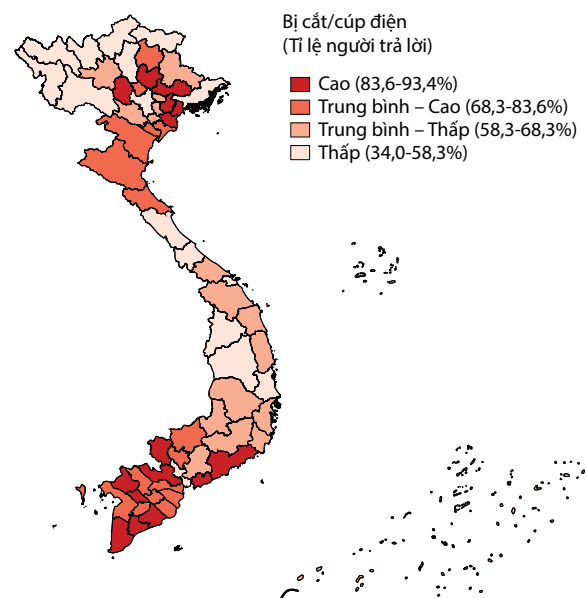 Bị cắt/cúp điện
(Tỉ lệ người trả lời)
Cao (83,6-93,4%)
Trung bình – Cao (68,3-83,6%)
Trung bình – Thấp (58,3-68,3%)
Thấp (34,0-58,3%)